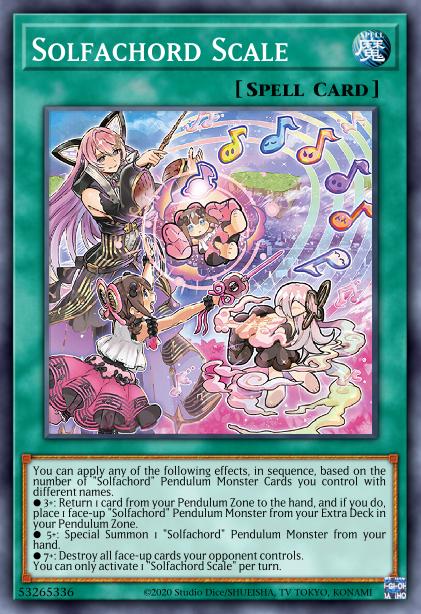 Solfachord Scale
SPELL
魔
[Spell Card]
You can apply any of the following effects, in sequence, based on the
number of "Solfachord" Pendulum Monster Cards you control with
different names.
●3+: Return 1 card from your Pendulum Zone to the hand, and if you do,
place 1 face-up "Solfachord" Pendulum Monster from your Extra Deck in
your Pendulum Zone.
● 5+: Special Summon 1 "Solfachord" Pendulum Monster from your
hand.
●7+: Destroy all face-up cards your opponent controls.
You can only activate 1 "Solfachord Scale" per turn.
53265336 ©2020 Studio Dice/SHUEISHA, TV TOKYO, KONAMI